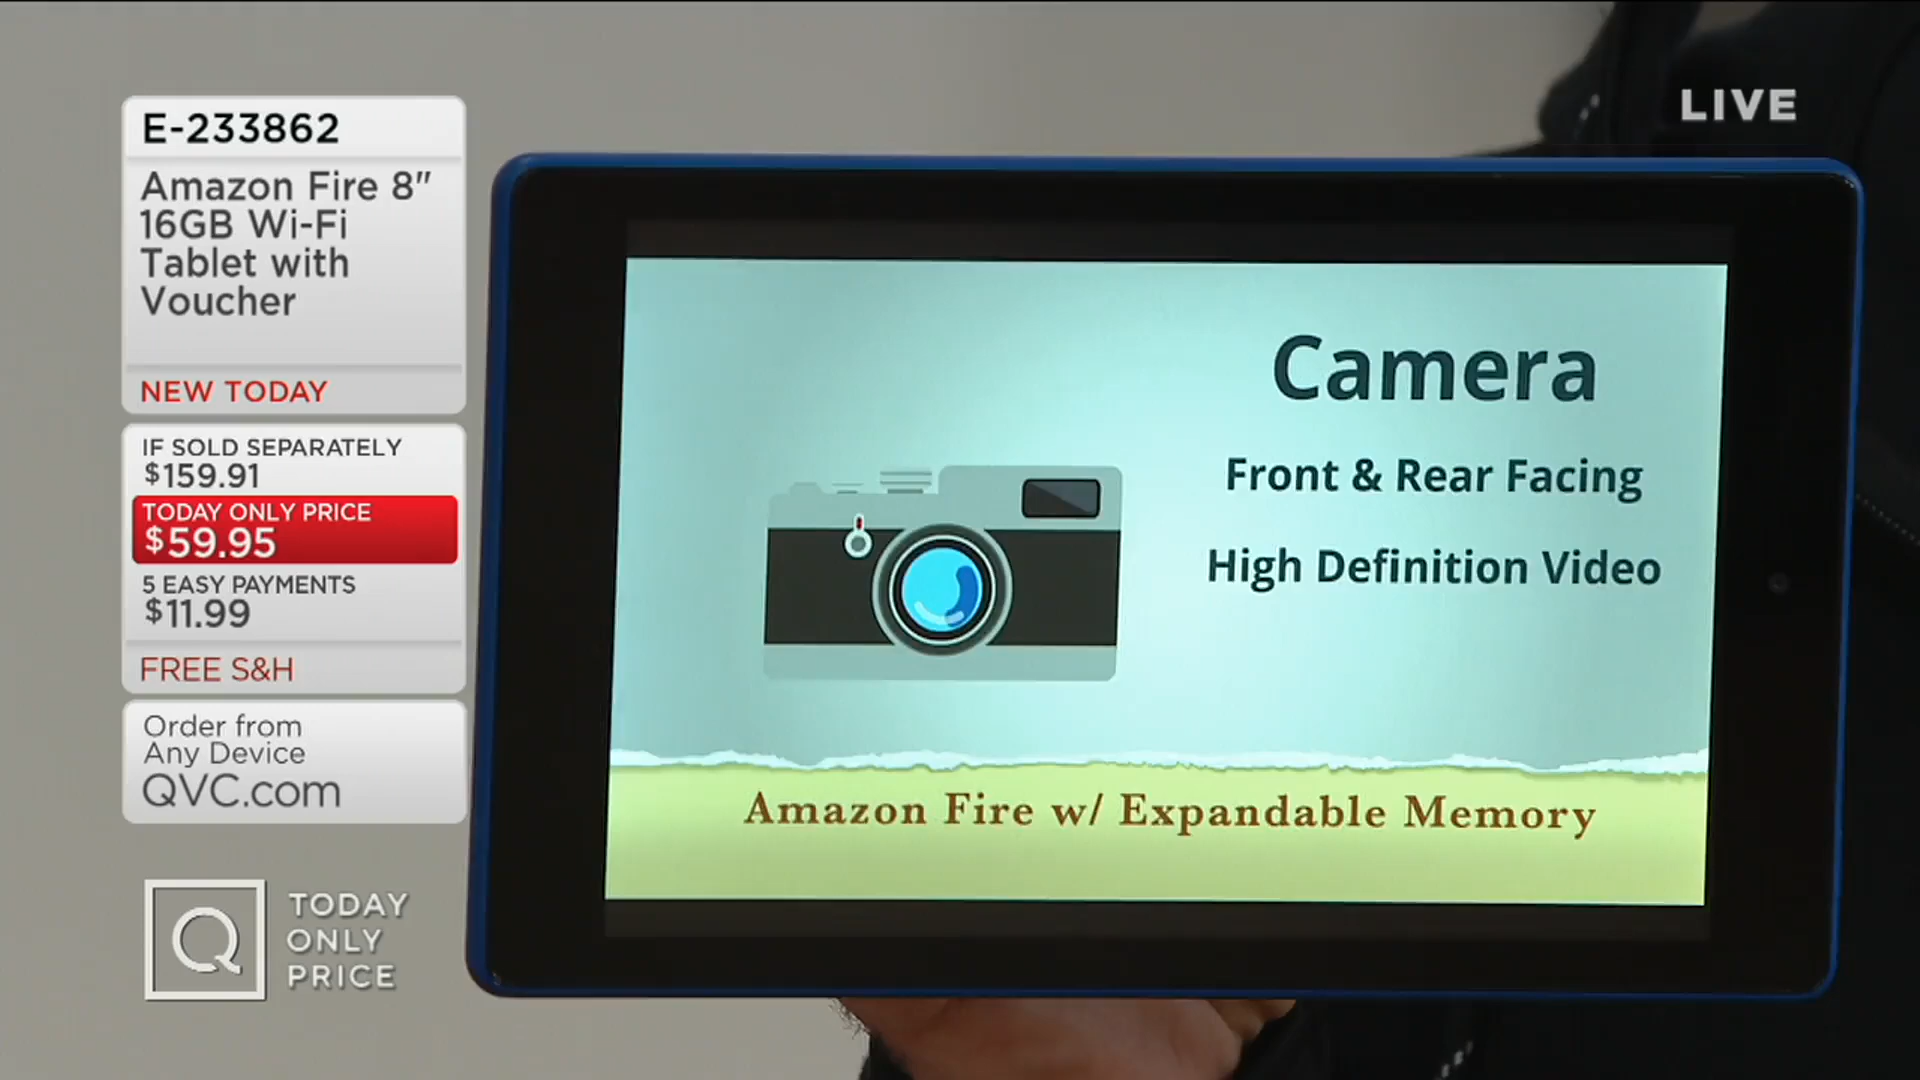 E-233862
Amazon Fire 8"
16GB Wi-Fi
Tablet with
Voucher
NEW TODAY
IF SOLD SEPARATELY
$159.91
TODAY ONLY PRICE
$59.95
5 EASY PAYMENTS
$11.99
FREE S&H
Order from
Any Device
QVC.com
Q
TODAY
ONLY
PRICE
LIVE
Camera
Front & Rear Facing
High Definition Video
Amazon Fire w/ Expandable Memory